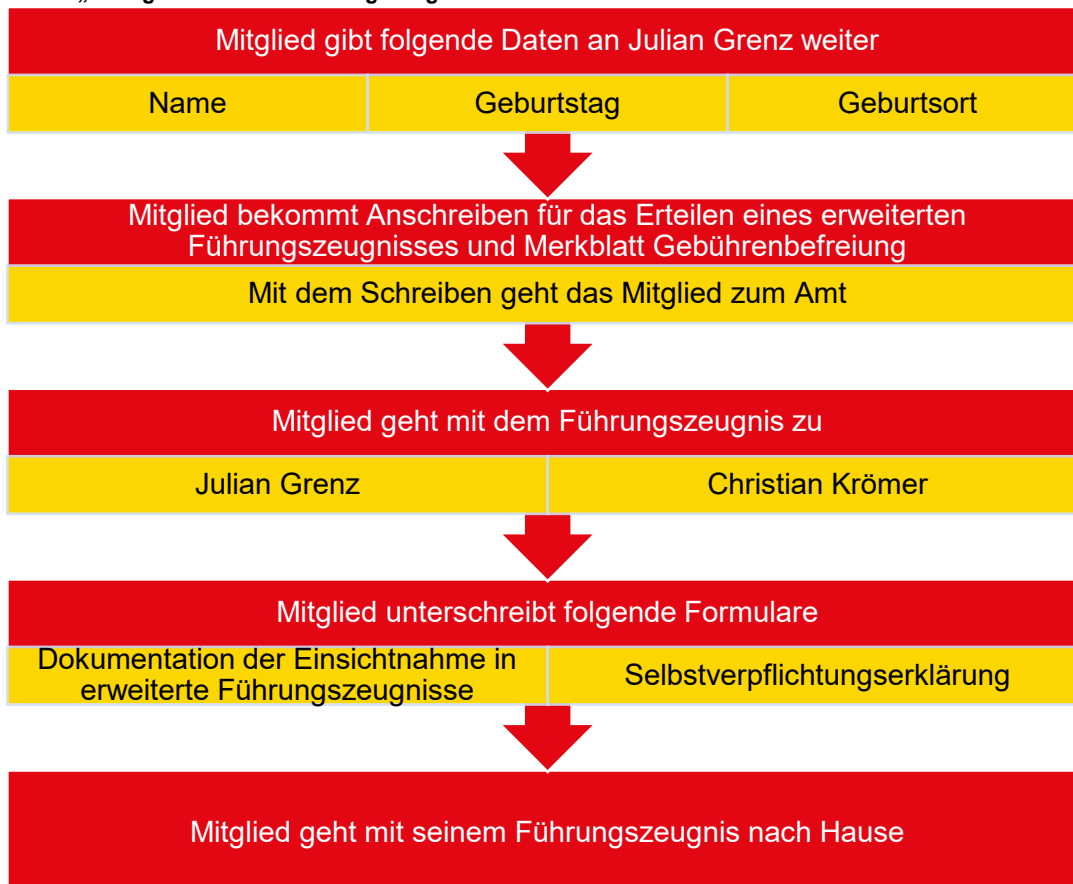 Mitglied gibt folgende Daten an Julian Grenz weiter
Name Geburtstag Geburtsort
Mitglied bekommt Anschreiben für das Erteilen eines erweiterten
Führungszeugnisses und Merkblatt Gebührenbefreiung
Mit dem Schreiben geht das Mitglied zum Amt
Mitglied geht mit dem Führungszeugnis zu
Julian Grenz Christian Krömer
Mitglied unterschreibt folgende Formulare
Dokumentation der Einsichtnahme in
erweiterte Führungszeugnisse
Selbstverpflichtungserklärung
Mitglied geht mit seinem Führungszeugnis nach Hause